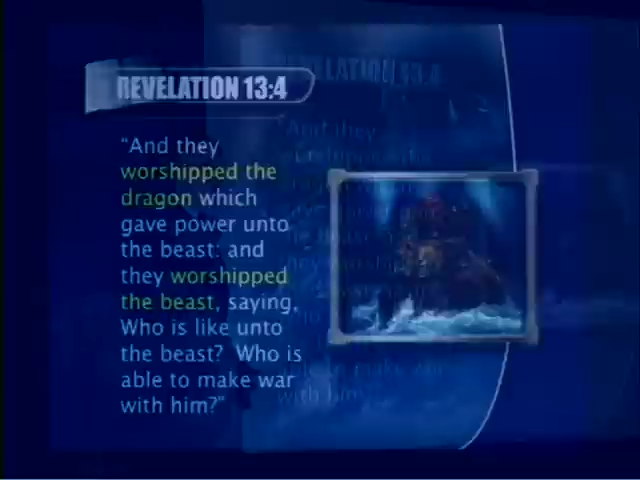 REVELATION 13:4
"And they
worshipped the
dragon which
gave power unto
the beast: and
they worshipped
the beast, saying,
Who is like unto
the beast? Who is
able to make war
with him?"